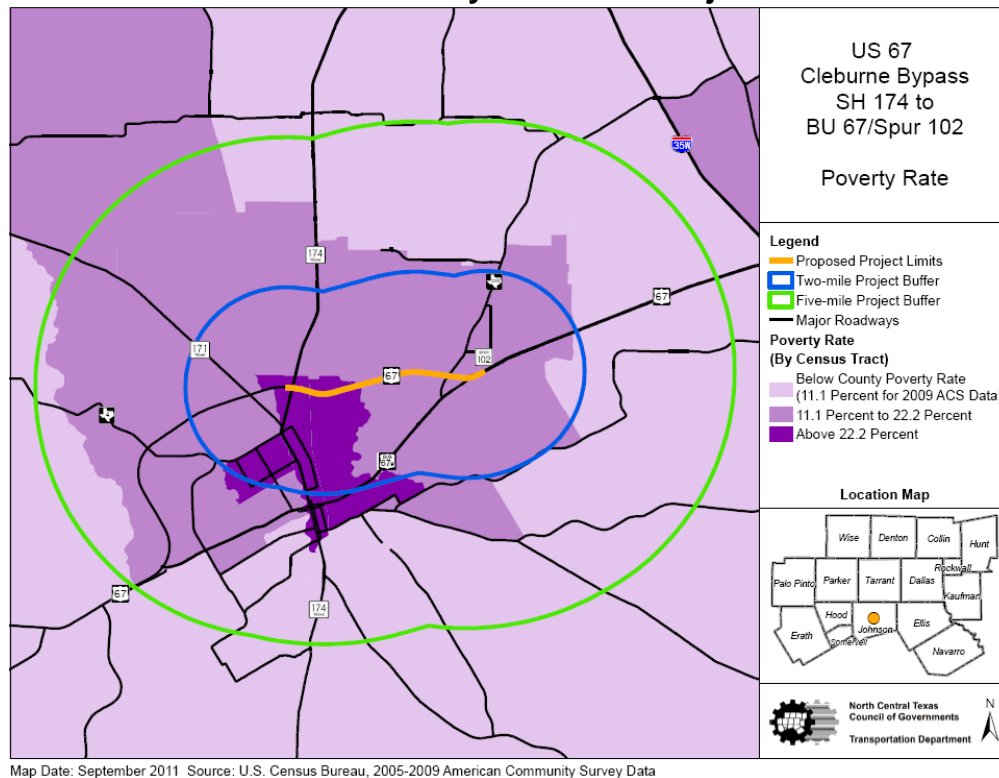 US 67
Cleburne Bypass
SH 174 to
BU 67/Spur 102
Poverty Rate
35W
174
TEXAS
67
171
TEXAS
102
67
67
67
174
TEXAS
Legend
Proposed Project Limits
Two-mile Project Buffer
Five-mile Project Buffer
Major Roadways
Poverty Rate
(By Census Tract)
Below County Poverty Rate
(11.1 Percent for 2009 ACS Data
11.1 Percent to 22.2 Percent
Above 22.2 Percent
Location Map
Wise
Denton
Collin
Hunt
Palo Pinto
Parker
Tarrant
Dallas
Rockwall
Kaufman
Erath
Hood
Somervell
Johnson
Ellis
Navarro
North Central Texas
Council of Governments
Transportation Department
N
Map Date: September 2011 Source: U.S. Census Bureau, 2005-2009 American Community Survey Data